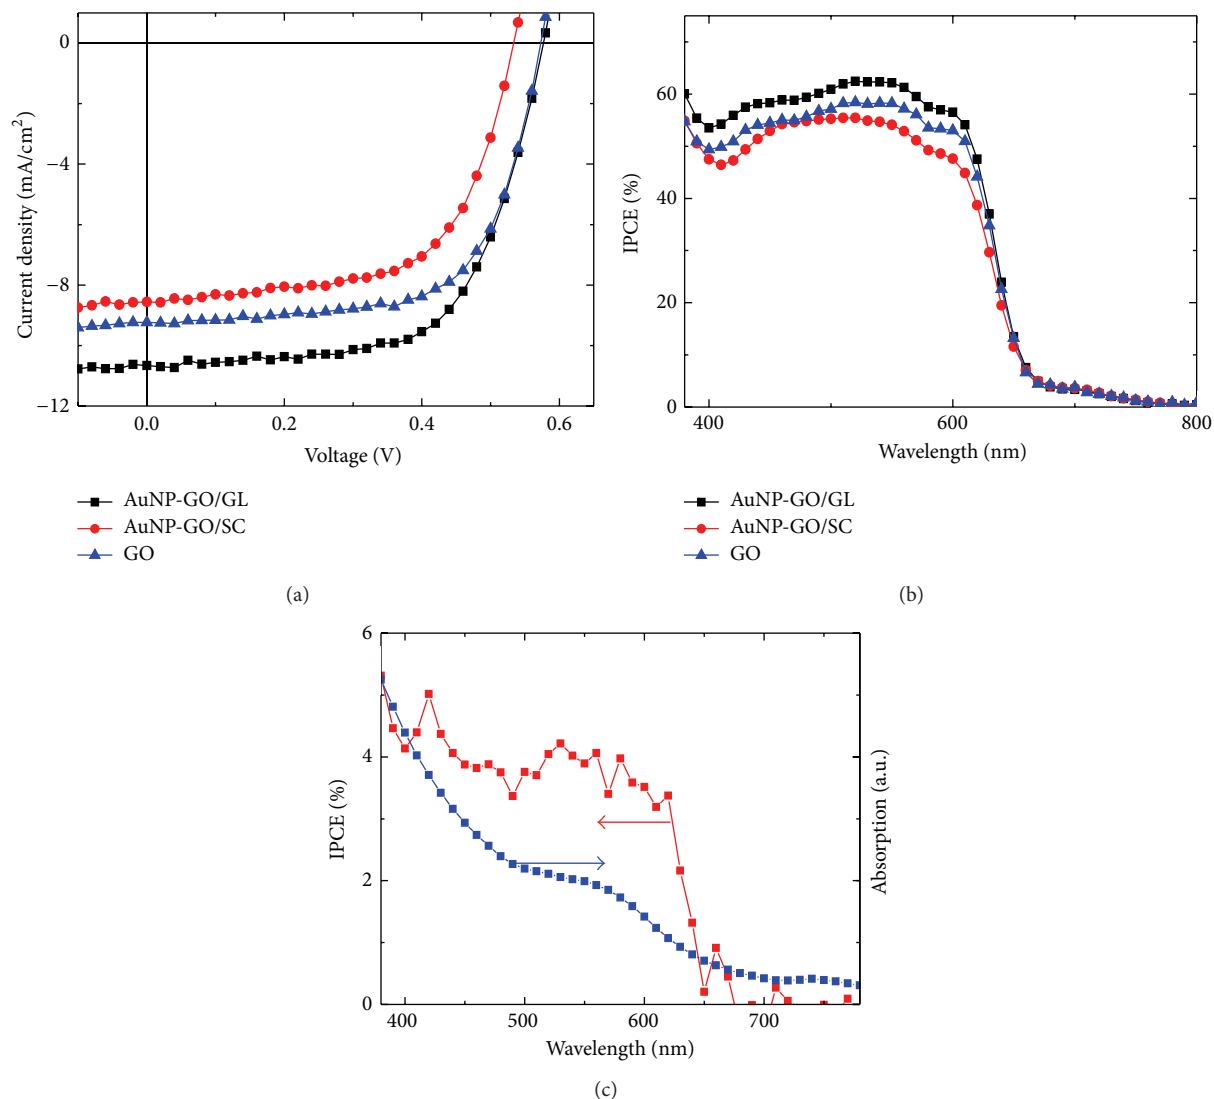 0
−4
−8
−12
Current density (mA/cm2)
0.0 0.2 0.4 0.6
Voltage (V)
AuNP-GO/GL
AuNP-GO/SC
GO
(a)
60
40
20
0
IPCE (%)
400 600 800
Wavelength (nm)
AuNP-GO/GL
AuNP-GO/SC
GO
(b)
6
4
2
0
IPCE (%)
Absorption (a.u.)
400 500 600 700
Wavelength (nm)
(c)